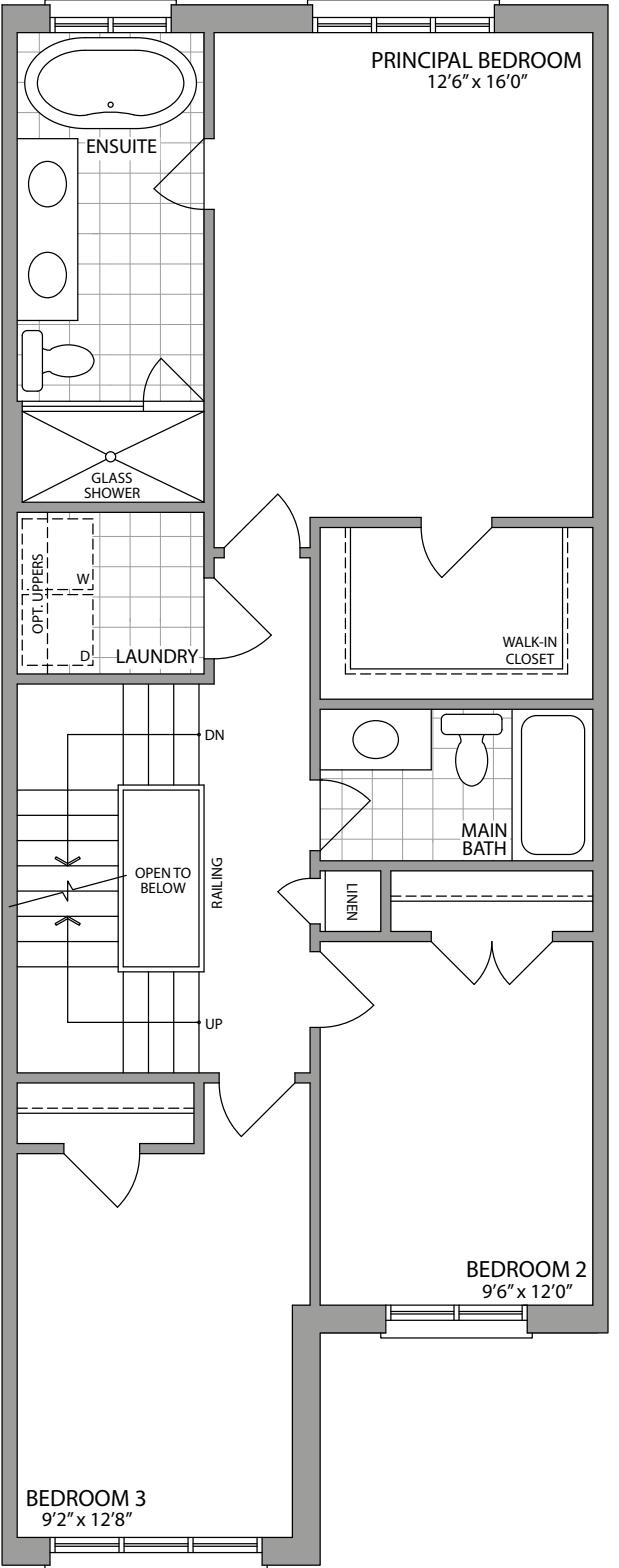 PRINCIPAL BEDROOM
12'6" x 16'0"
ENSUITE
GLASS
SHOWER
OPT. UPPERS
W
D
LAUNDRY
WALK-IN
CLOSET
DN
MAIN
BATH
OPEN TO
BELOW
RAILING
LINEN
UP
BEDROOM 2
9'6" x 12'0"
BEDROOM 3
9'2" x 12'8"